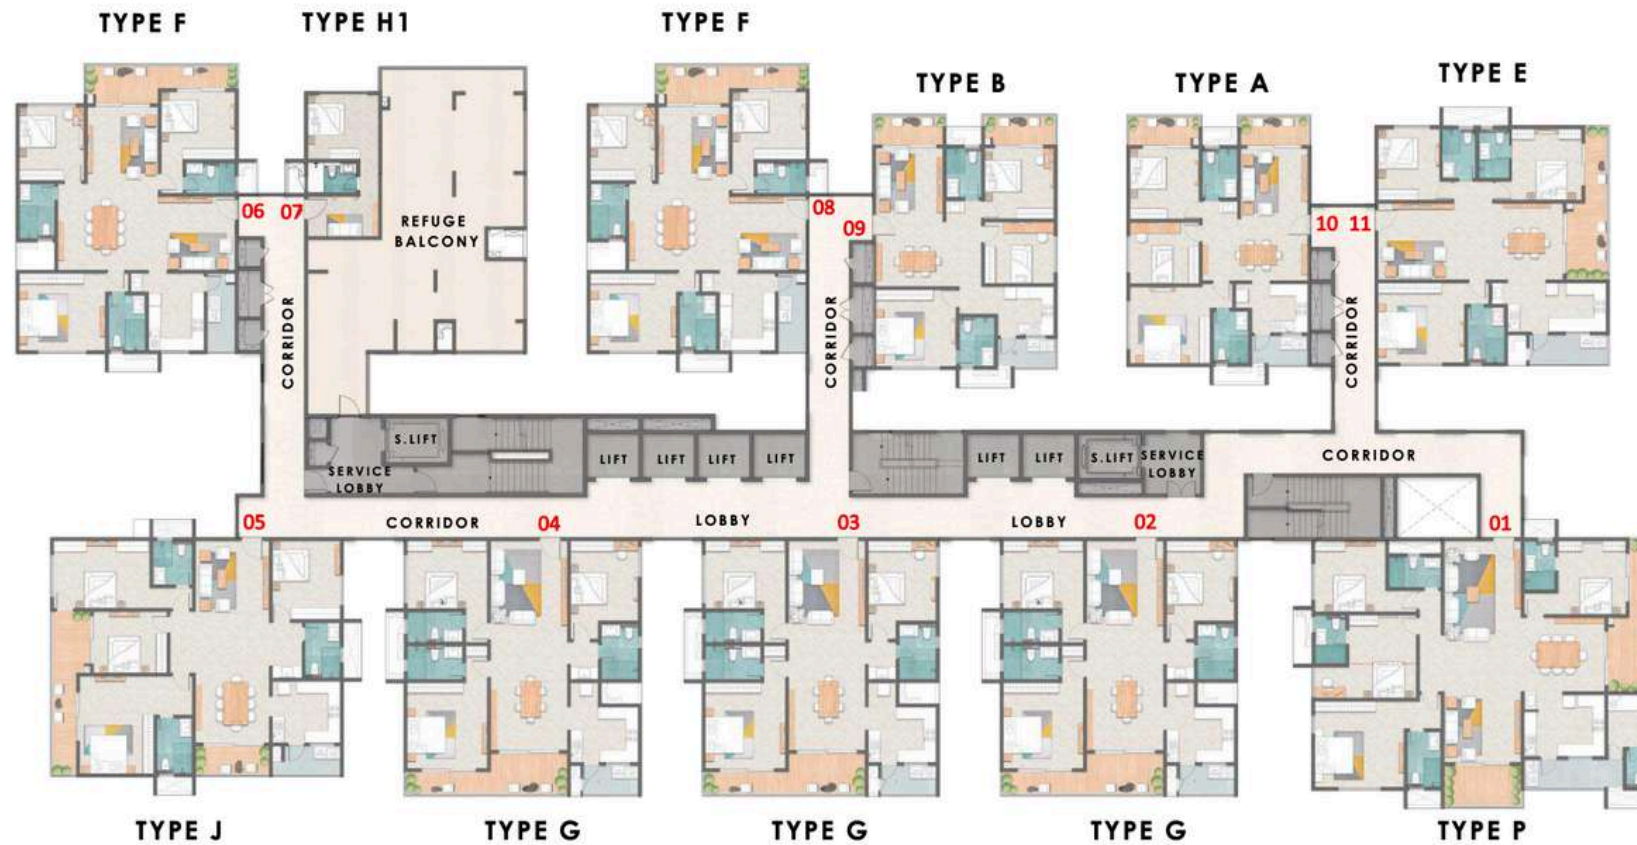 TYPE F
TYPE H1
TYPE F
TYPE B
TYPE A
TYPE E
06 07
08
09
10 11
REFUGE
BALCONY
CORRIDOR
CORRIDOR
CORRIDOR
S.LIFT
SERVICE
LOBBY
LIFT
LIFT
LIFT
LIFT
LIFT
LIFT
S.LIFT
SERVICE
LOBBY
CORRIDOR
05
CORRIDOR
04
LOBBY
03
LOBBY
02
01
TYPE J
TYPE G
TYPE G
TYPE G
TYPE P